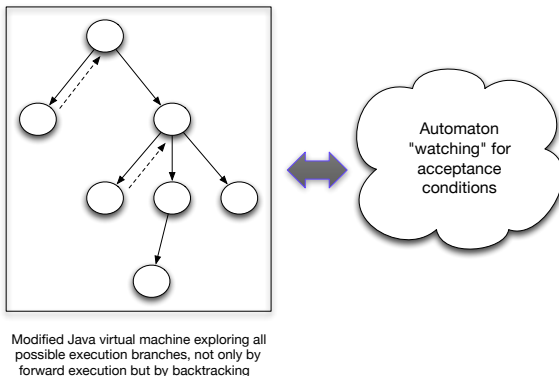 Automaton
"watching" for
acceptance
conditions
Modified Java virtual machine exploring all
possible execution branches, not only by
forward execution but by backtracking